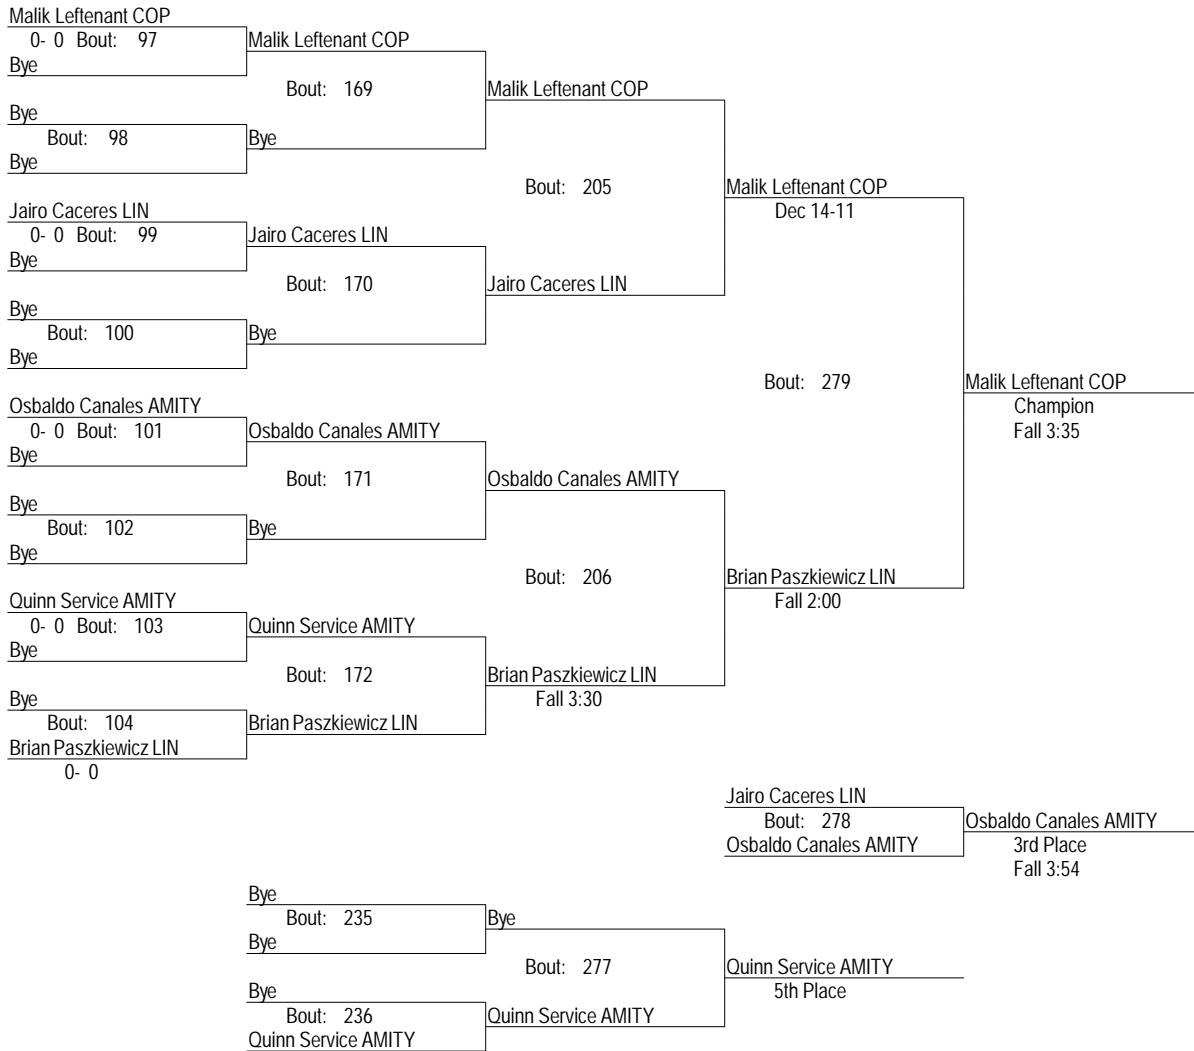 Malik Leftenant COP
0- 0 Bout: 97
Bye
Malik Leftenant COP
Bout: 169
Bye
Bout: 98
Bye
Bye
Malik Leftenant COP
Bout: 205
Jairo Caceres LIN
0- 0 Bout: 99
Bye
Jairo Caceres LIN
Bout: 170
Bye
Bout: 100
Bye
Bye
Jairo Caceres LIN
Malik Leftenant COP
Dec 14-11
Bout: 279
Osbaldo Canales AMITY
0- 0 Bout: 101
Bye
Osbaldo Canales AMITY
Bout: 171
Bye
Bout: 102
Bye
Bye
Osbaldo Canales AMITY
Bout: 206
Quinn Service AMITY
0- 0 Bout: 103
Bye
Quinn Service AMITY
Bout: 172
Bye
Bout: 104
Brian Paszkiewicz LIN
0- 0
Brian Paszkiewicz LIN
Brian Paszkiewicz LIN
Fall 3:30
Brian Paszkiewicz LIN
Fall 2:00
Malik Leftenant COP
Champion
Fall 3:35
Jairo Caceres LIN
Bout: 278
Osbaldo Canales AMITY
Osbaldo Canales AMITY
3rd Place
Fall 3:54
Bye
Bout: 235
Bye
Bye
Bout: 277
Bye
Bout: 236
Quinn Service AMITY
Quinn Service AMITY
Quinn Service AMITY
5th Place